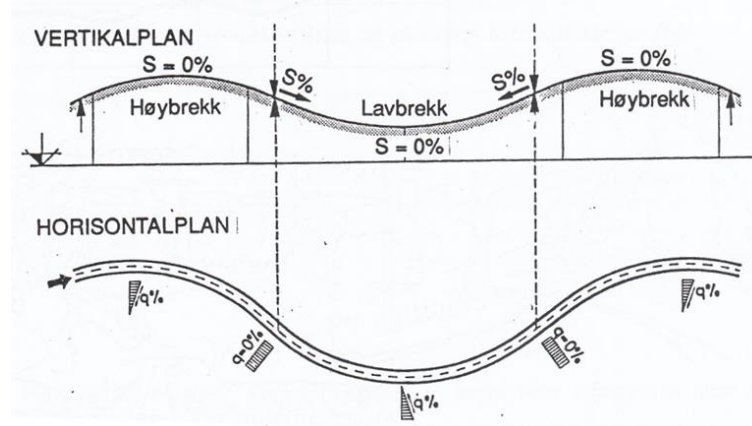 VERTIKALPLAN
S = 0%
S%
S%
S = 0%
Høybrekk
Lavbrekk
Høybrekk
S = 0%
HORISONTALPLAN
q%
q%
q=0%
q=0%
q%